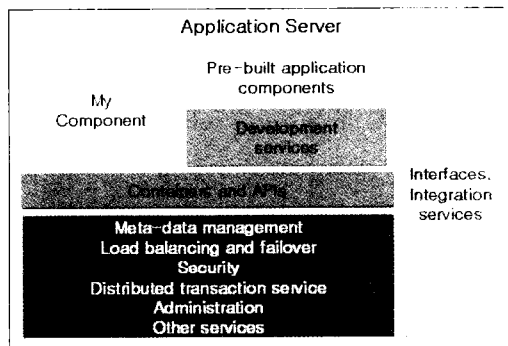 Application Server
Pre-built application
components
My
Component
Development
services
Containers and APIs
Interfaces,
Integration
services
Meta-data management
Load balancing and failover
Security
Distributed transaction service
Administration
Other services